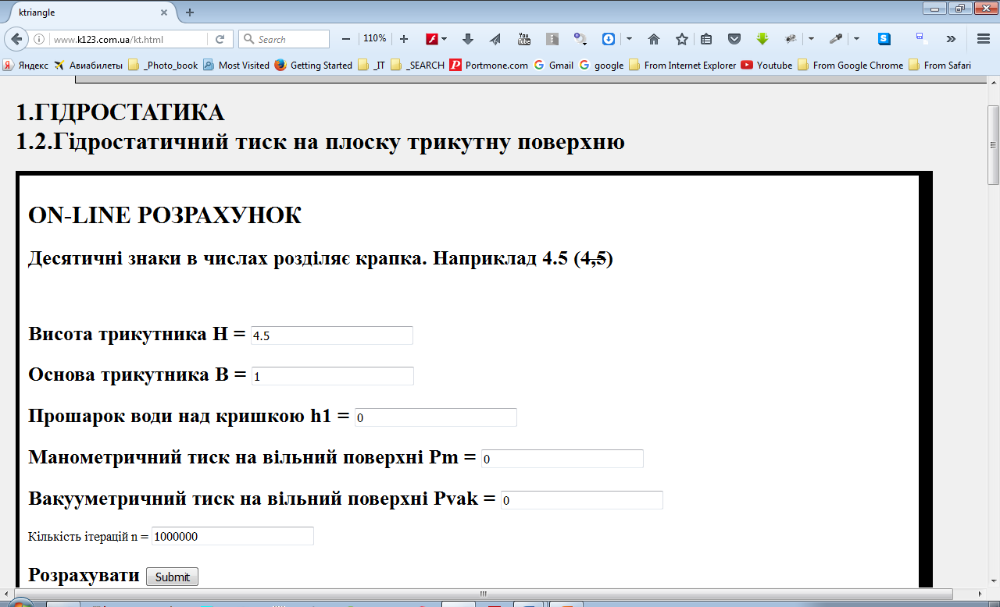 ktriangle
www.k123.com.ua/kt.html
Search
110%
You Tube
S
Яндекс
Авиабилеты
_Photo_book
Most Visited
Getting Started
_IT
_SEARCH
Portmone.com
Gmail
google
From Internet Explorer
Youtube
From Google Chrome
From Safari
1.ГІДРОСТАТИКА
1.2.Гідростатичний тиск на плоску трикутну поверхню
ON-LINE РОЗРАХУНОК
Десятичні знаки в числах розділяє крапка. Наприклад 4.5 (4,5)
Висота трикутника H = 4.5
Основа трикутника B = 1
Прошарок води над кришкою h1 = 0
Манометричний тиск на вільний поверхні Pm = 0
Вакууметричний тиск на вільний поверхні Pvak = 0
Кількість ітерацій n = 1000000
Розрахувати Submit